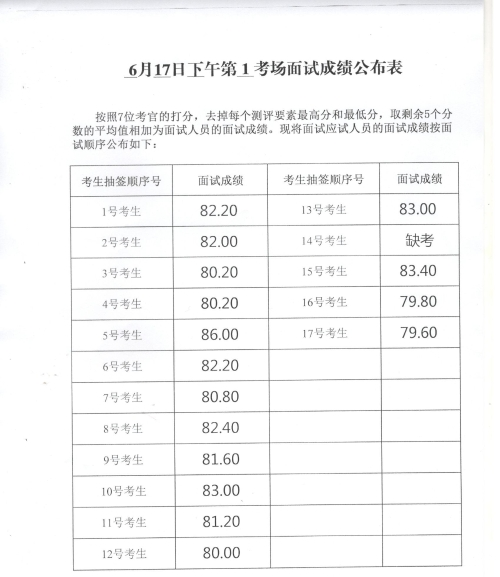 6月17日下午第1考场面试成绩公布表
按照7位考官的打分，去掉每个测评要素最高分和最低分，取剩余5个分
数的平均值相加为面试人员的面试成绩。现将面试应试人员的面试成绩按面
试顺序公布如下：
考生抽签顺序号 面试成绩 考生抽签顺序号 面试成绩
1号考生 82.20 13号考生 83.00
2号考生 82.00 14号考生 缺考
3号考生 80.20 15号考生 83.40
4号考生 80.20 16号考生 79.80
5号考生 86.00 17号考生 79.60
6号考生 82.20
7号考生 80.80
8号考生 82.40
9号考生 81.60
10号考生 83.00
11号考生 81.20
12号考生 80.00